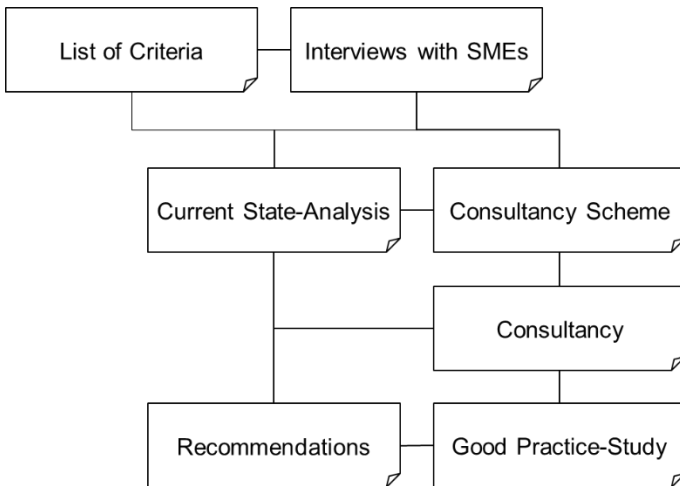 List of Criteria
Interviews with SMEs
Current State-Analysis
Consultancy Scheme
Consultancy
Recommendations
Good Practice-Study